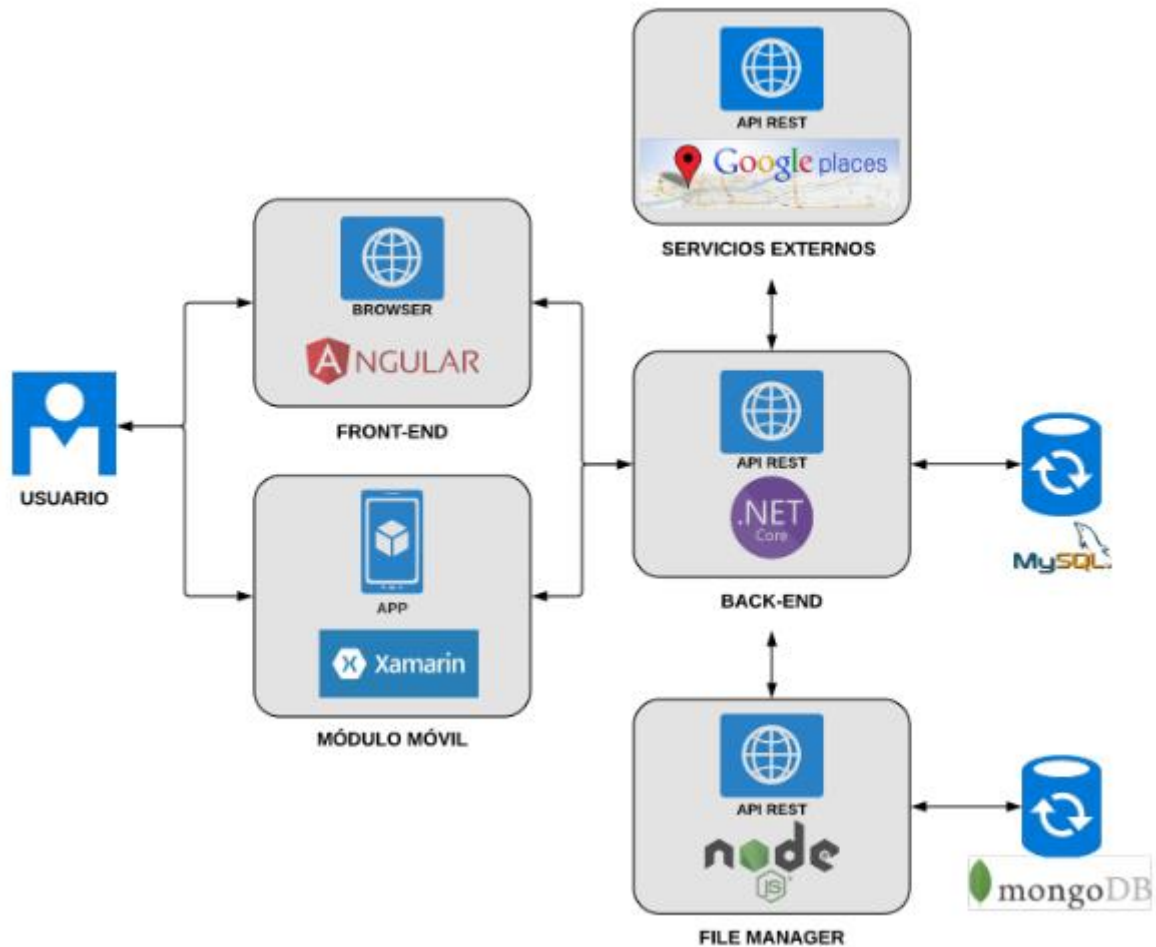 API REST
Google places
SERVICIOS EXTERNOS
BROWSER
ANGULAR
FRONT-END
USUARIO
APP
Xamarin
MÓDULO MÓVIL
API REST
.NET
Core
BACK-END
MySQL
API REST
node
JS
FILE MANAGER
mongoDB